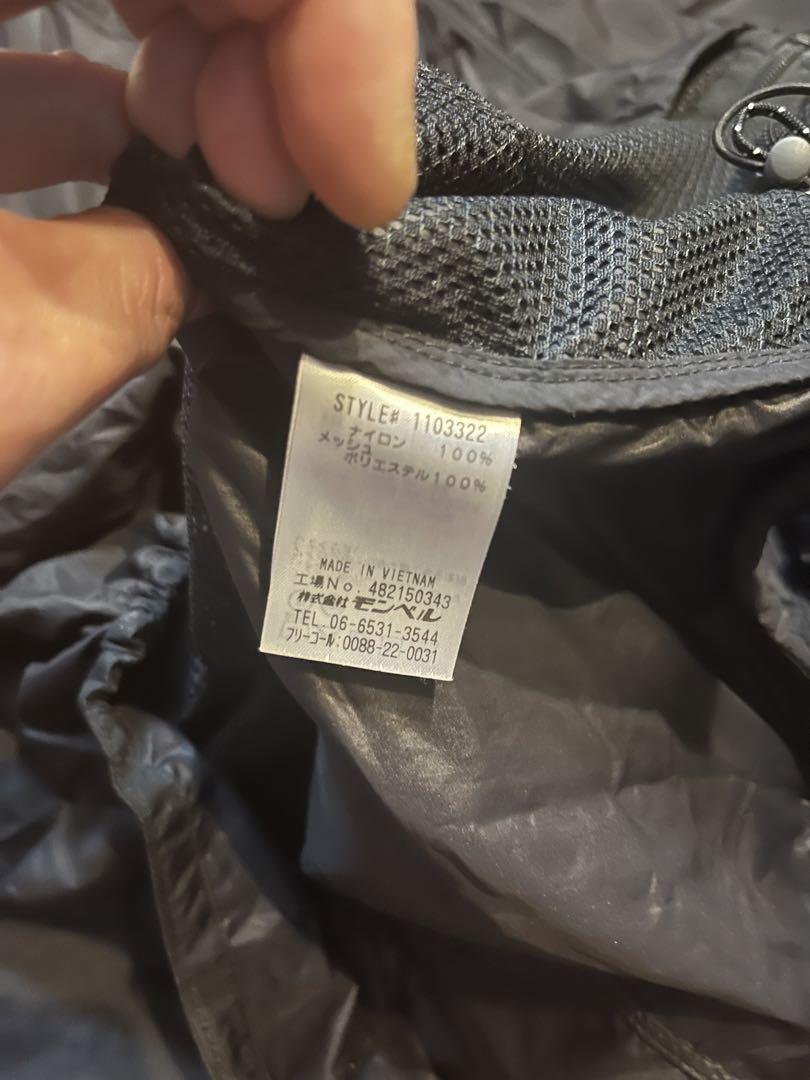 STYLE# 1103322
ナイロン 100%
メッシュ
ポリエステル100%
MADE IN VIETNAM
工場No 482150343
株式会社 モンベル
TEL.06-6531-3544
フリーコール:0088-22-0031